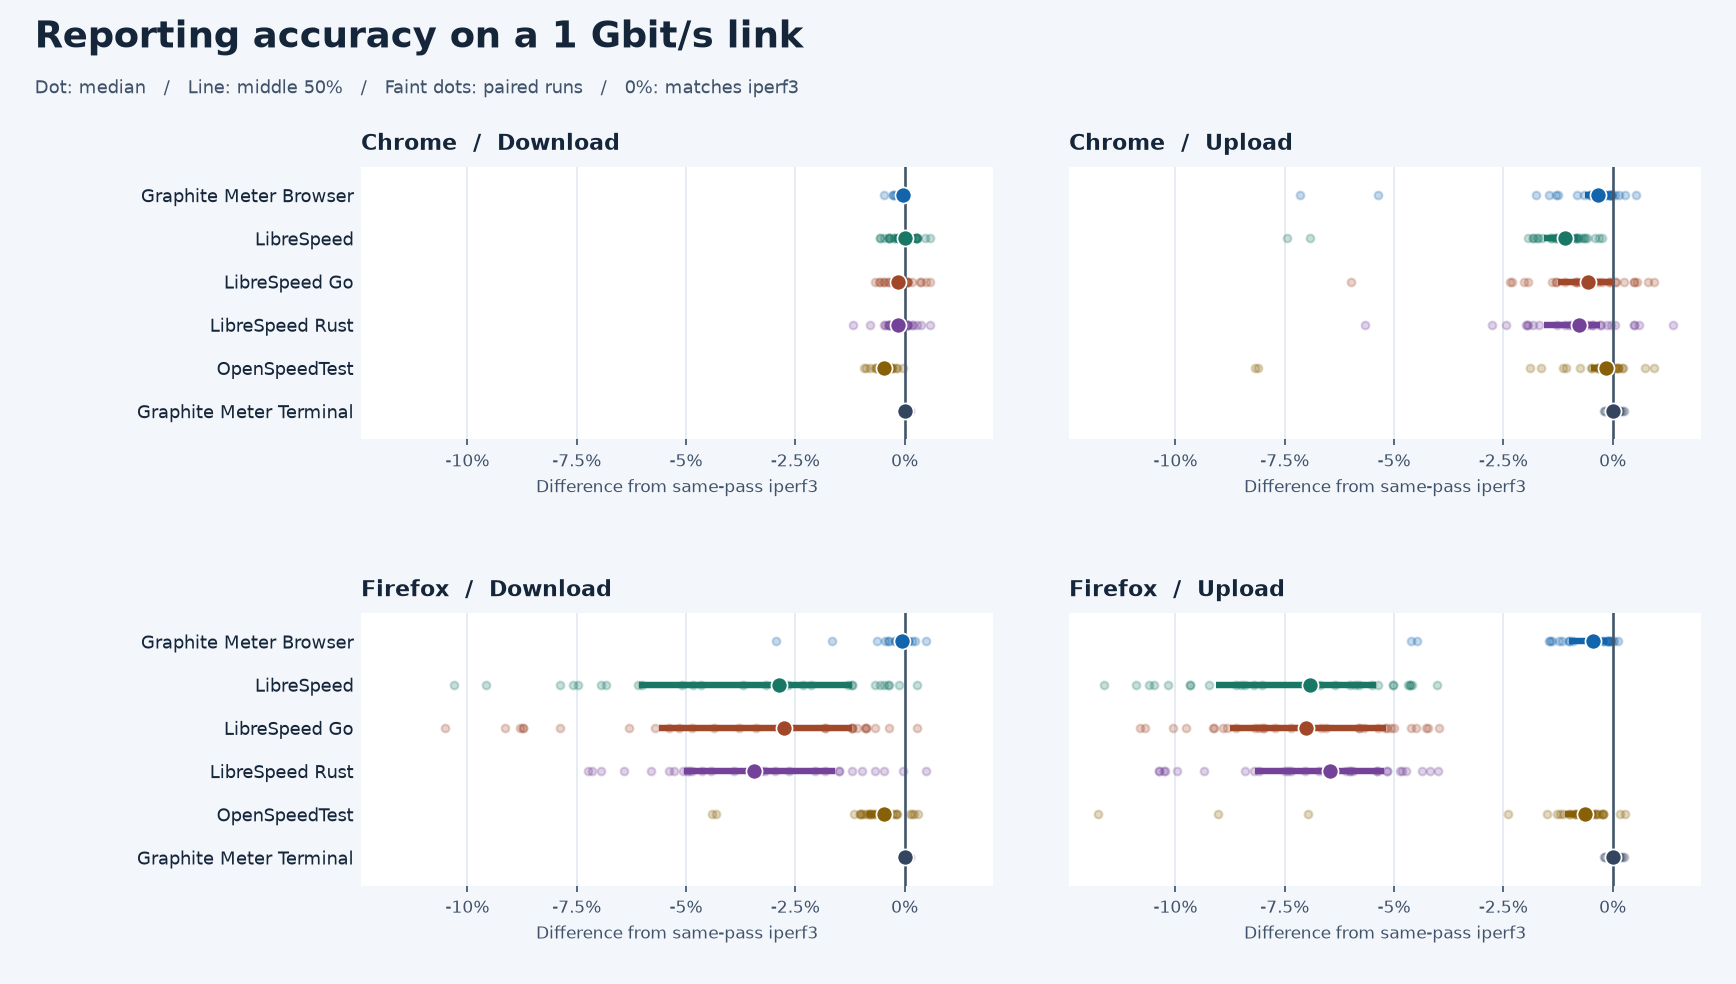 Reporting accuracy on a 1 Gbit/s link
Dot: median / Line: middle 50% / Faint dots: paired runs / 0%: matches iperf3
Chrome / Download
Graphite Meter Browser
LibreSpeed
LibreSpeed Go
LibreSpeed Rust
OpenSpeedTest
Graphite Meter Terminal
-10% -7.5% -5% -2.5% 0%
Difference from same-pass iperf3
Chrome / Upload
-10% -7.5% -5% -2.5% 0%
Difference from same-pass iperf3
Firefox / Download
Graphite Meter Browser
LibreSpeed
LibreSpeed Go
LibreSpeed Rust
OpenSpeedTest
Graphite Meter Terminal
-10% -7.5% -5% -2.5% 0%
Difference from same-pass iperf3
Firefox / Upload
-10% -7.5% -5% -2.5% 0%
Difference from same-pass iperf3